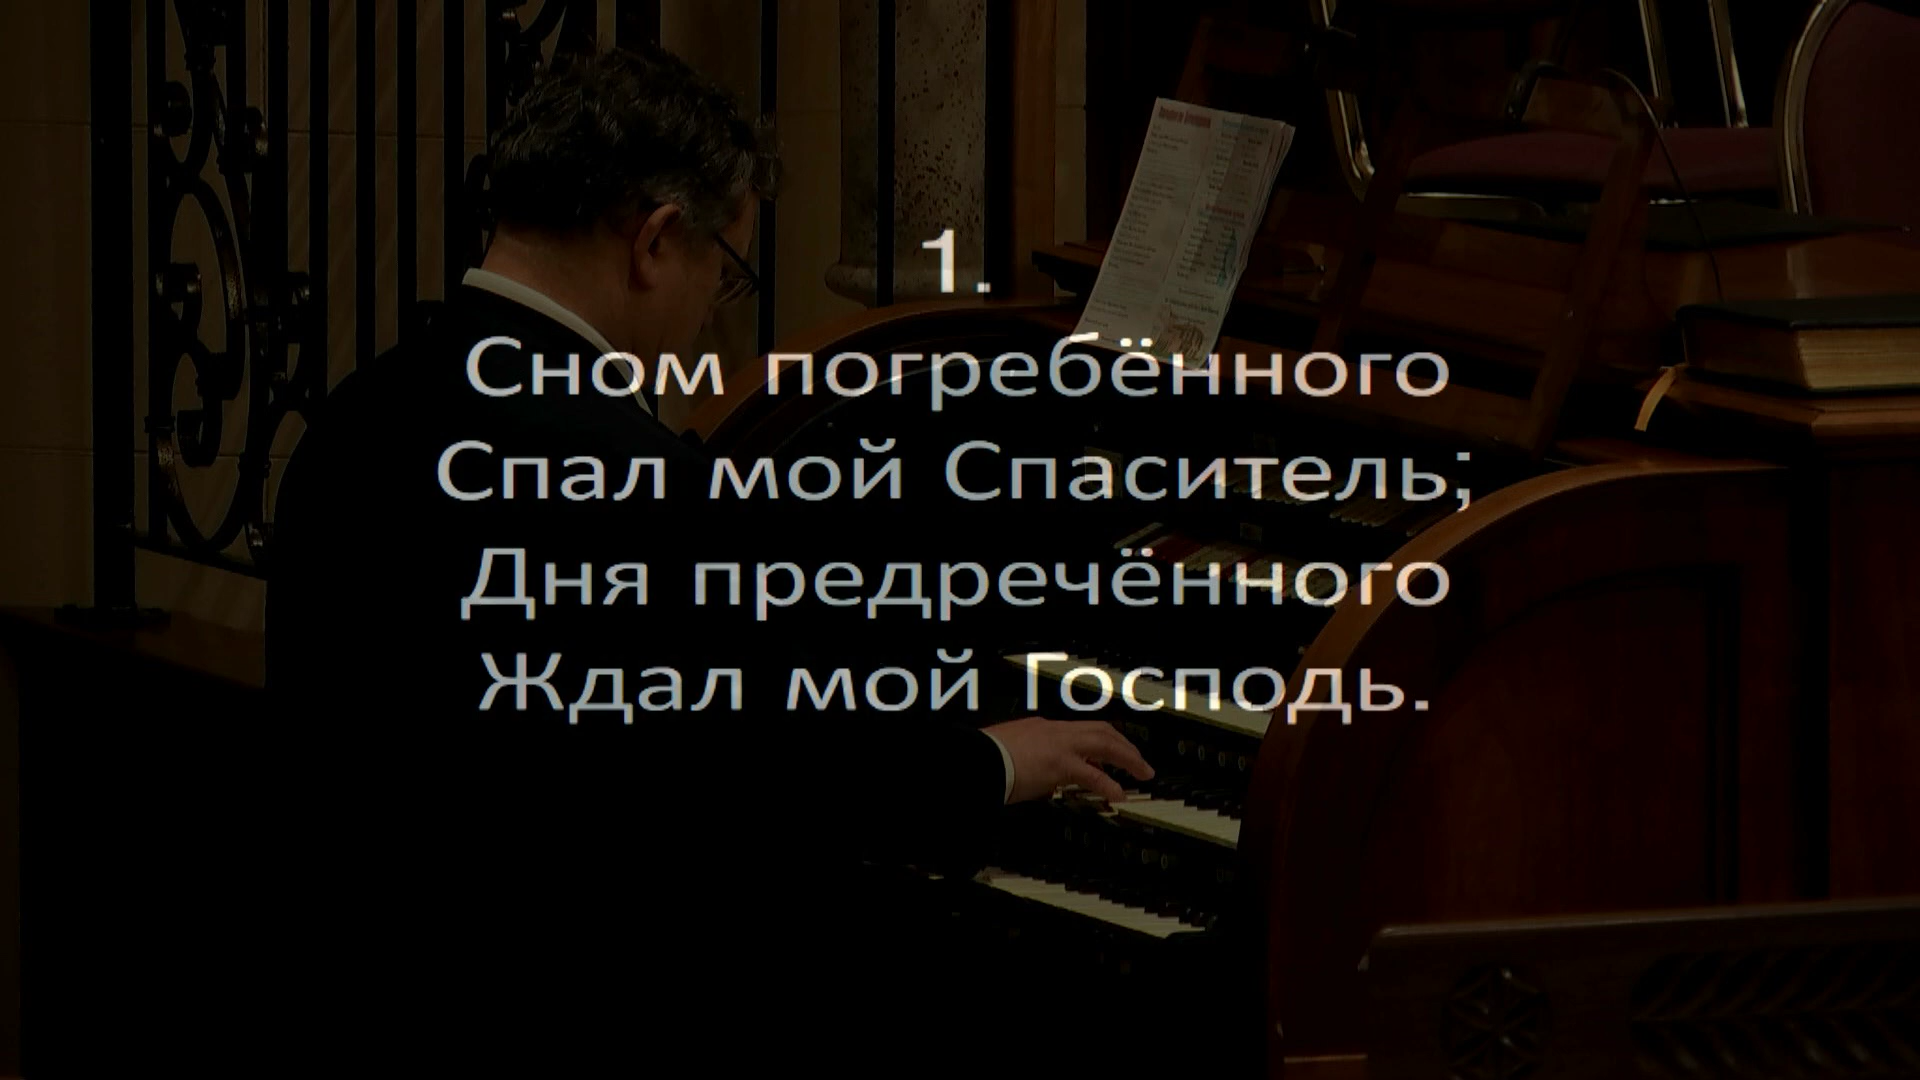 1.
Сном погребённого
Спал мой Спаситель;
Дня предречённого
Ждал мой Господь.